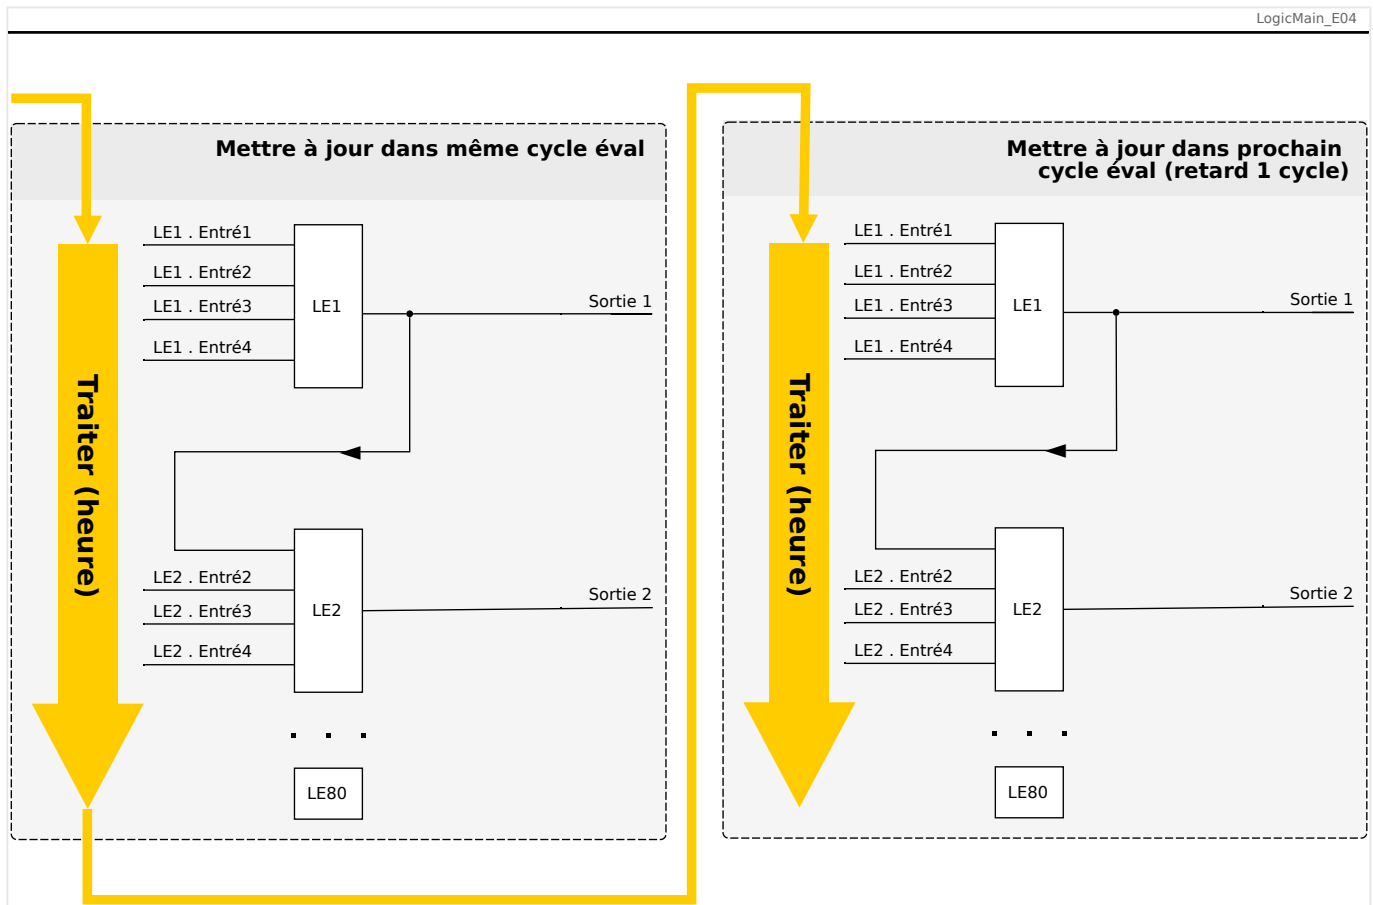 LogicMain_E04
Mettre à jour dans même cycle éval
LE1 . Entré1
LE1 . Entré2
LE1 . Entré3
LE1 . Entré4
LE1
Sortie 1
Traiter (heure)
LE2 . Entré2
LE2 . Entré3
LE2 . Entré4
LE2
Sortie 2
. . .
LE80
Mettre à jour dans prochain
cycle éval (retard 1 cycle)
LE1 . Entré1
LE1 . Entré2
LE1 . Entré3
LE1 . Entré4
LE1
Sortie 1
Traiter (heure)
LE2 . Entré2
LE2 . Entré3
LE2 . Entré4
LE2
Sortie 2
. . .
LE80